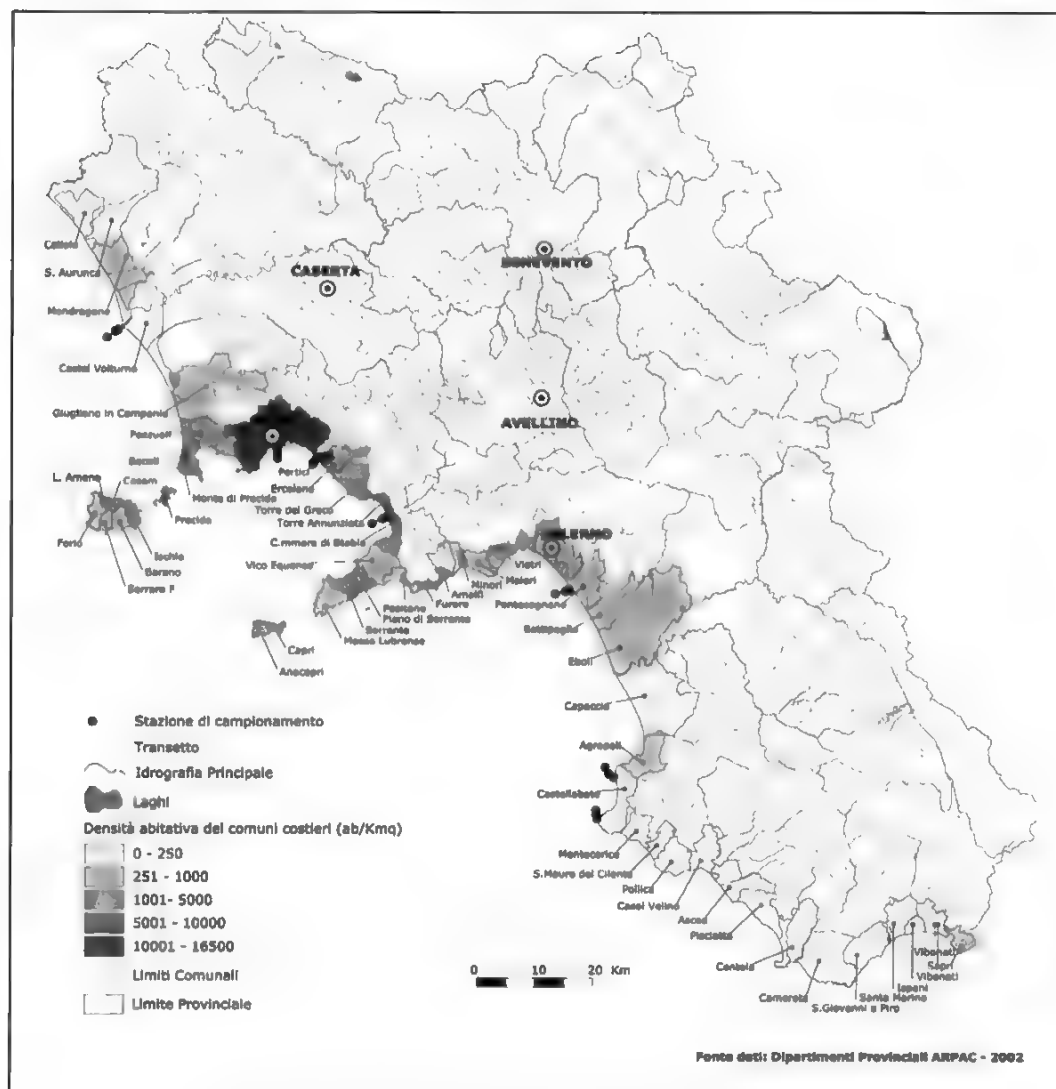 Cellole
S. Aurunca
CASERTA
BENEVENTO
Mondragone
Castel Volturno
Giugliano in Campania
AVELLINO
Pozzuoli
Bacoli
Portici
L. Ameno
Casam
Ercolano
Monte di Procida
Procida
Torre del Greco
Torre Annunziata
C.mmare di Stabia
Forio
Ischia
Barano
Serrara F
Vico Equense
Vietri
Maiori
Minori
Amalfi
Furore
Positano
Piano di Sorrento
Sorrento
Massa Lubrense
Pontecagnano
Battipaglia
Capri
Anacapri
Eboli
Capaccio
Agropoli
Castellabate
Montecorice
S.Mauro del Cilento
Pollica
Casal Velino
Ascea
Pisciotta
Centola
Camerota
S.Giovanni a Piro
Santa Marina
Ispani
Vibonati
Sapri
Vibonati
Stazione di campionamento
Transetto
Idrografia Principale
Laghi
Densità abitativa dei comuni costieri (ab/Kmq)
0 - 250
251 - 1000
1001- 5000
5001 - 10000
10001 - 16500
Limiti Comunali
Limite Provinciale
0 10 20 Km
Fonte dati: Dipartimenti Provinciali ARPAC - 2002